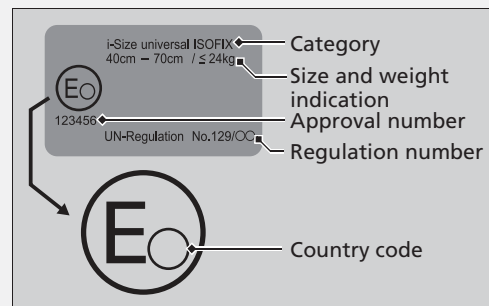 i-Size universal ISOFIX
40cm – 70cm / ≤ 24kg
E
123456
UN-Regulation No.129/○○
Category
Size and weight
indication
Approval number
Regulation number
E
Country code